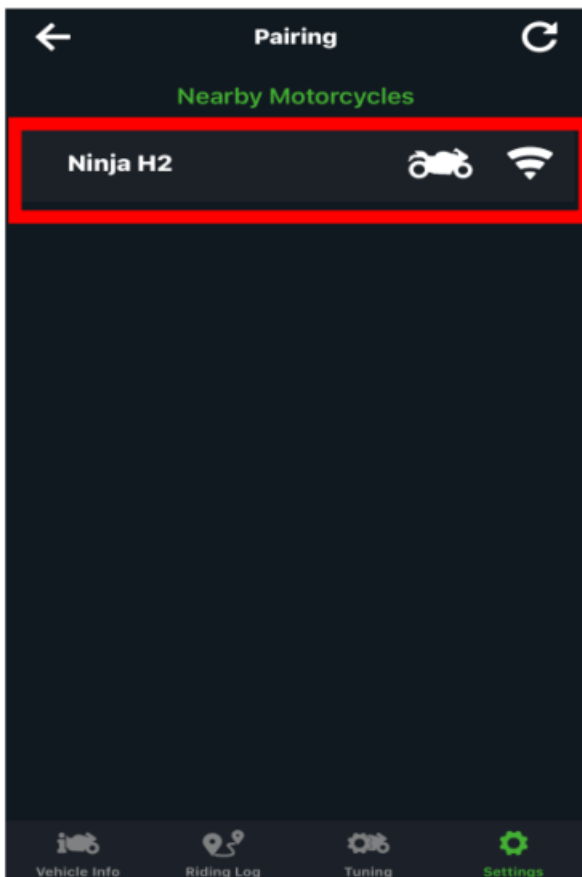 Pairing
Nearby Motorcycles
Ninja H2
Vehicle Info Riding Log Tuning Settings